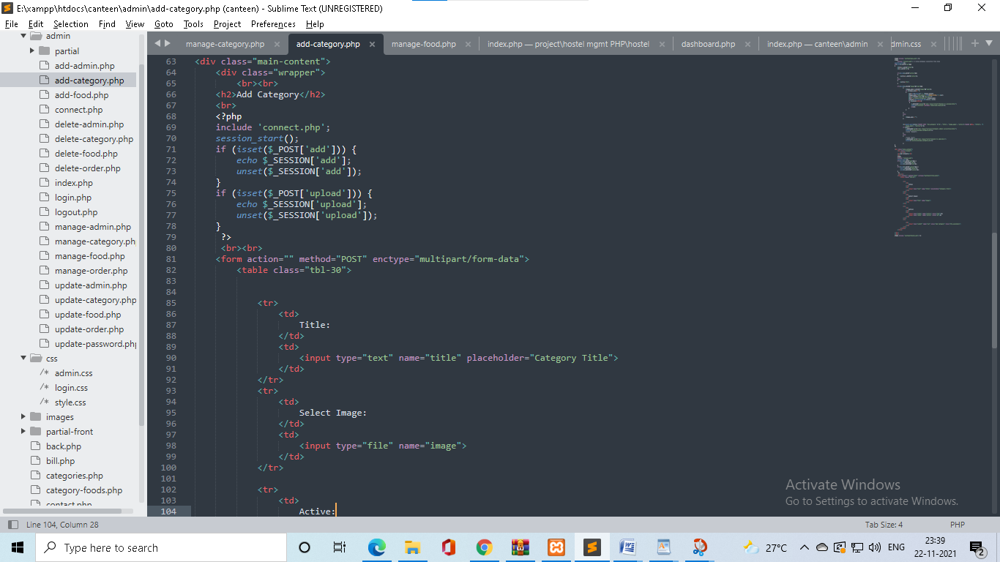 E:\xampp\htdocs\canteen\admin\add-category.php (canteen) - Sublime Text (UNREGISTERED)
File Edit Selection Find View Goto Tools Project Preferences Help
admin
partial
add-admin.php
add-category.php
add-food.php
connect.php
delete-admin.php
delete-category.php
delete-food.php
delete-order.php
index.php
login.php
logout.php
manage-admin.php
manage-category.ph
manage-food.php
manage-order.php
update-admin.php
update-category.php
update-food.php
update-order.php
update-password.php
css
/* admin.css
/* login.css
/* style.css
images
partial-front
back.php
bill.php
categories.php
category-foods.php
contact.php
manage-category.php × add-category.php × manage-food.php × index.php — project\hostel mgmt PHP\hostel × dashboard.php × index.php — canteen\admin × dmin.css ×
63 <div class="main-content">
64 <div class="wrapper">
65 <br><br>
66 <h2>Add Category</h2>
67 <br>
68 <?php
69 include 'connect.php';
70 session_start();
71 if (isset($_POST['add'])) {
72 echo $_SESSION['add'];
73 unset($_SESSION['add']);
74 }
75 if (isset($_POST['upload'])) {
76 echo $_SESSION['upload'];
77 unset($_SESSION['upload']);
78 }
79 ?>
80 <br><br>
81 <form action="" method="POST" enctype="multipart/form-data">
82 <table class="tbl-30">
83
84
85 <tr>
86 <td>
87 Title:
88 </td>
89 <td>
90 <input type="text" name="title" placeholder="Category Title">
91 </td>
92 </tr>
93 <tr>
94 <td>
95 Select Image:
96 </td>
97 <td>
98 <input type="file" name="image">
99 </td>
100 </tr>
101
102 <tr>
103 <td>
104 Active:
Activate Windows
Go to Settings to activate Windows.
Line 104, Column 28
Tab Size: 4
PHP
Type here to search
27°C
ENG
23:39
22-11-2021
2